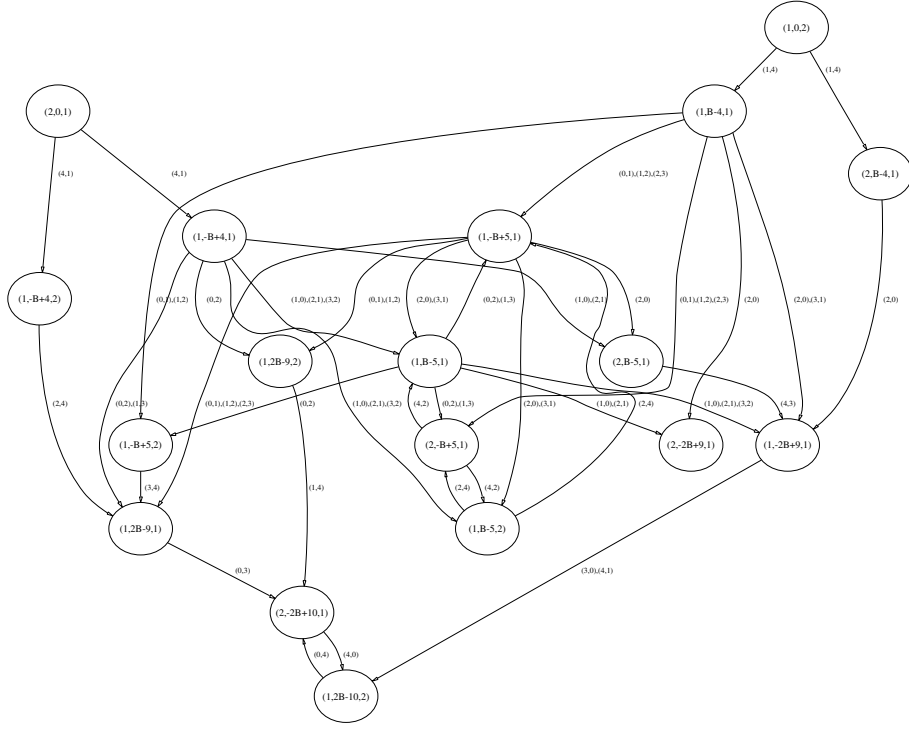 (1,0,2)
(1,4)
(1,4)
(2,0,1)
(1,B-4,1)
(4,1)
(4,1)
(0,1),(1,2),(2,3)
(2,B-4,1)
(1,-B+4,1)
(1,-B+5,1)
(1,-B+4,2)
(0,1),(1,2)
(0,2)
(1,0),(2,1),(3,2)
(0,1),(1,2)
(2,0),(3,1)
(0,2),(1,3)
(1,0),(2,1)
(2,0)
(0,1),(1,2),(2,3)
(2,0)
(2,0),(3,1)
(2,0)
(1,2B-9,2)
(1,B-5,1)
(2,B-5,1)
(2,4)
(0,2),(1,3)
(0,1),(1,2),(2,3)
(0,2)
(1,0),(2,1),(3,2)
(4,2)
(0,2),(1,3)
(2,0),(3,1)
(1,0),(2,1)
(2,4)
(1,0),(2,1),(3,2)
(4,3)
(1,-B+5,2)
(2,-B+5,1)
(2,-2B+9,1)
(1,-2B+9,1)
(3,4)
(1,4)
(2,4)
(4,2)
(1,2B-9,1)
(1,B-5,2)
(0,3)
(3,0),(4,1)
(2,-2B+10,1)
(0,4)
(4,0)
(1,2B-10,2)